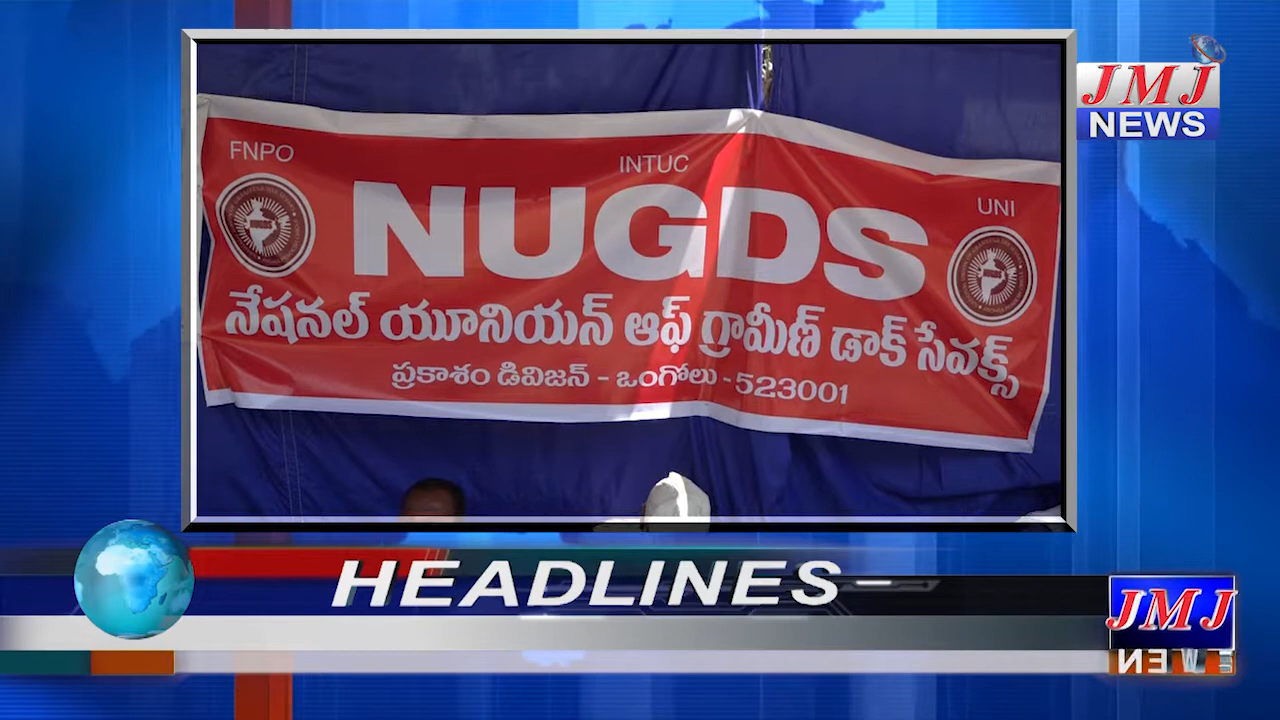 JMJ
NEWS
FNPO
INTUC
UNI
NUGDS
నేషనల్ యూనియన్ ఆఫ్ గ్రామీణ్ డాక్ సేవక్స్
ప్రకాశం డివిజన్ - ఒంగోలు - 523001
HEADLINES
JMJ
NEWS